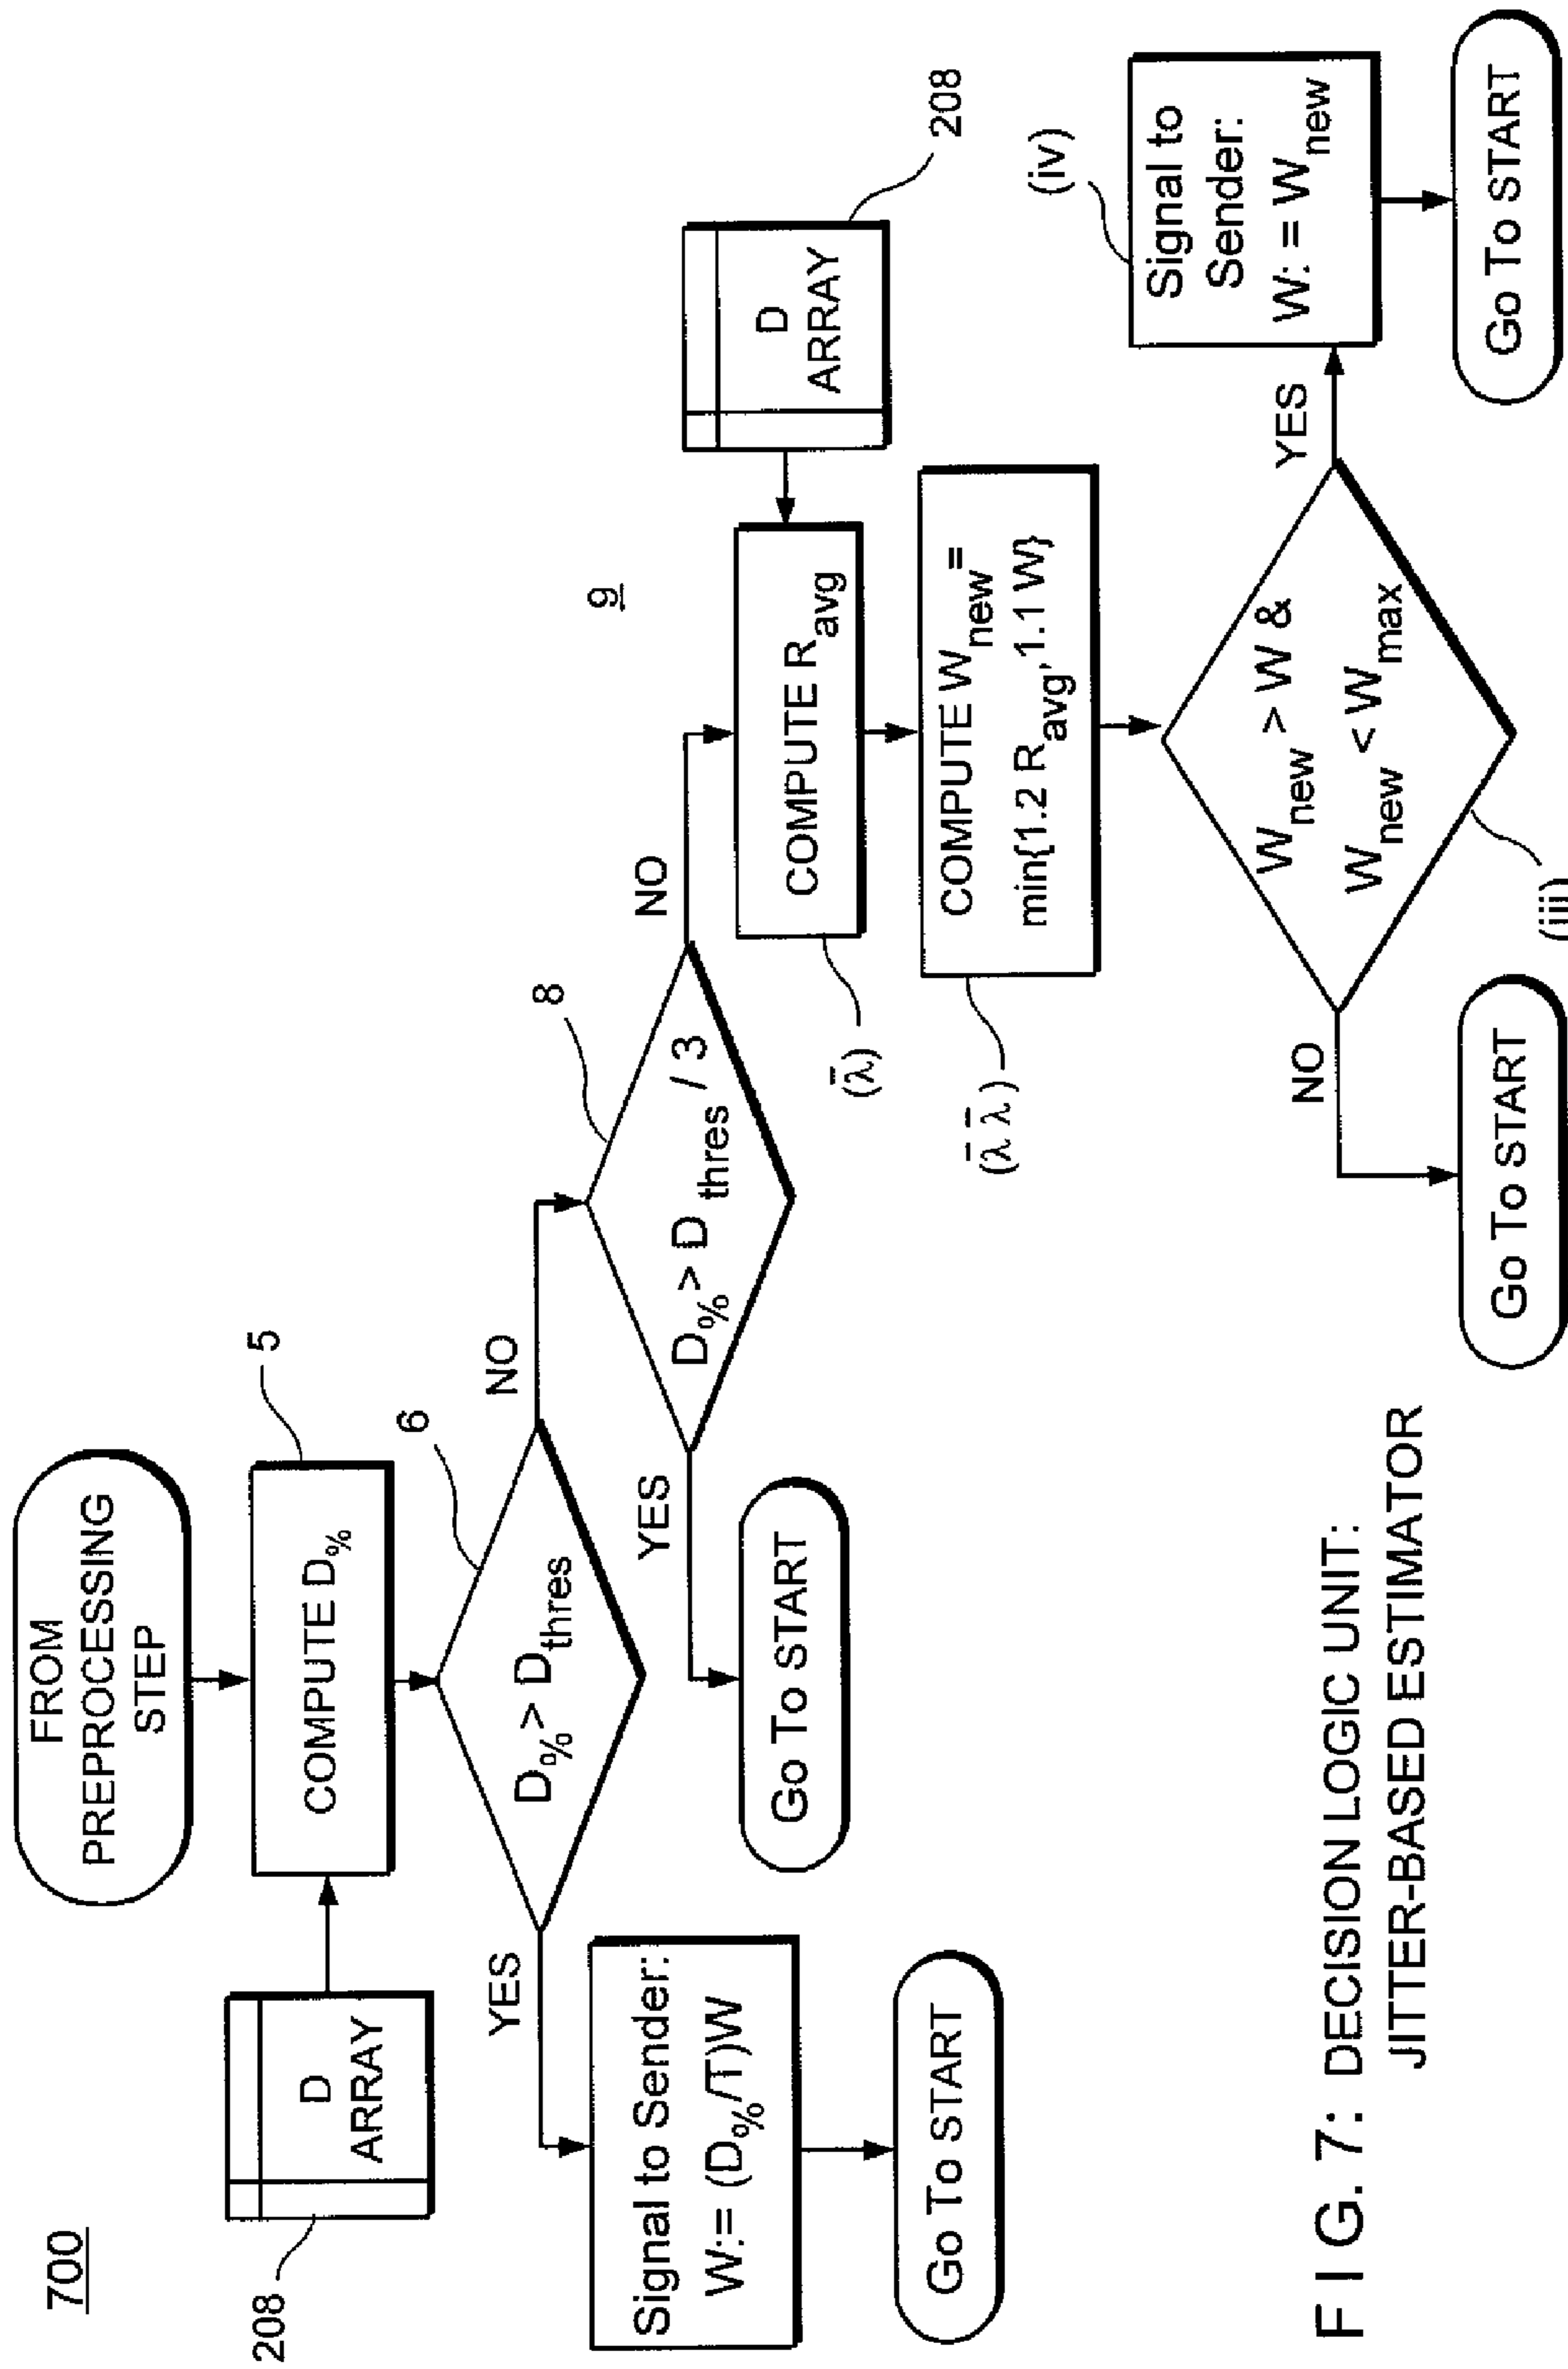 700
FROM
PREPROCESSING
STEP
208
D
ARRAY
COMPUTE D%
5
D% > Dthres
6
YES
NO
Signal to Sender:
W:= (D%/T)W
Go To START
D% > Dthres / 3
8
YES
NO
Go To START
9
COMPUTE Ravg
(λ̄)
D
ARRAY
208
COMPUTE Wnew =
min{1.2 Ravg,1.1 W}
(λ̄ λ̄)
Wnew > W &
Wnew < Wmax
(iii)
NO
YES
Go To START
Signal to
Sender:
W: = Wnew
(iv)
Go To START
F I G. 7: DECISION LOGIC UNIT:
JITTER-BASED ESTIMATOR